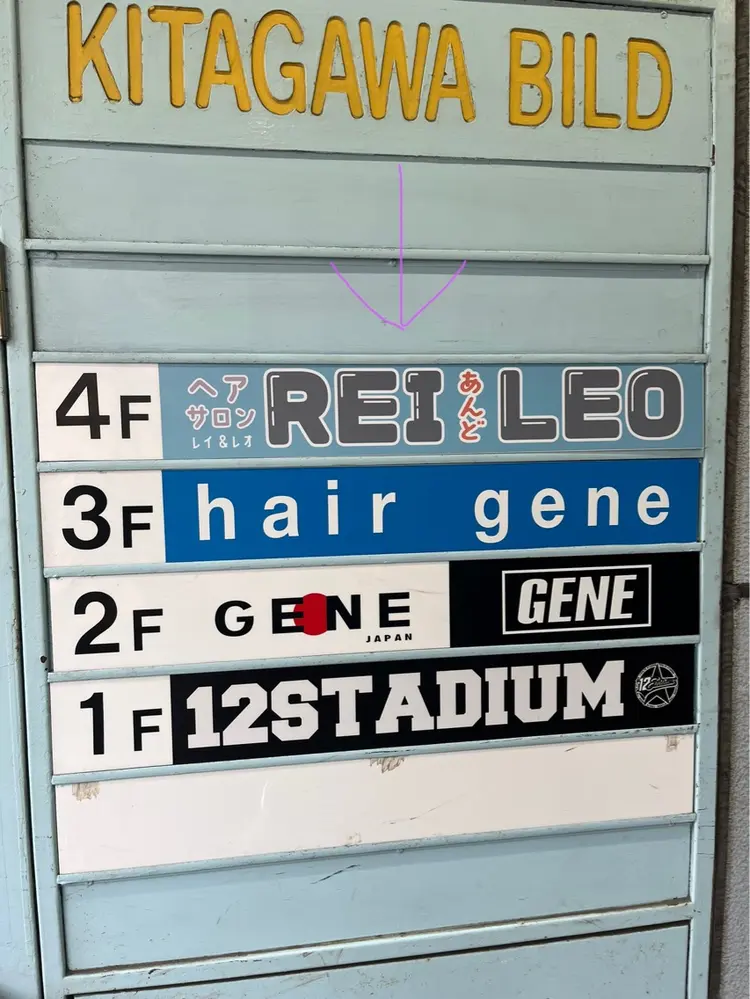 KITAGAWA BILD
4F ヘア サロン レイ&レオ REI あんど LEO
3F hair gene
2F GENE JAPAN GENE
1F 12STADIUM 12